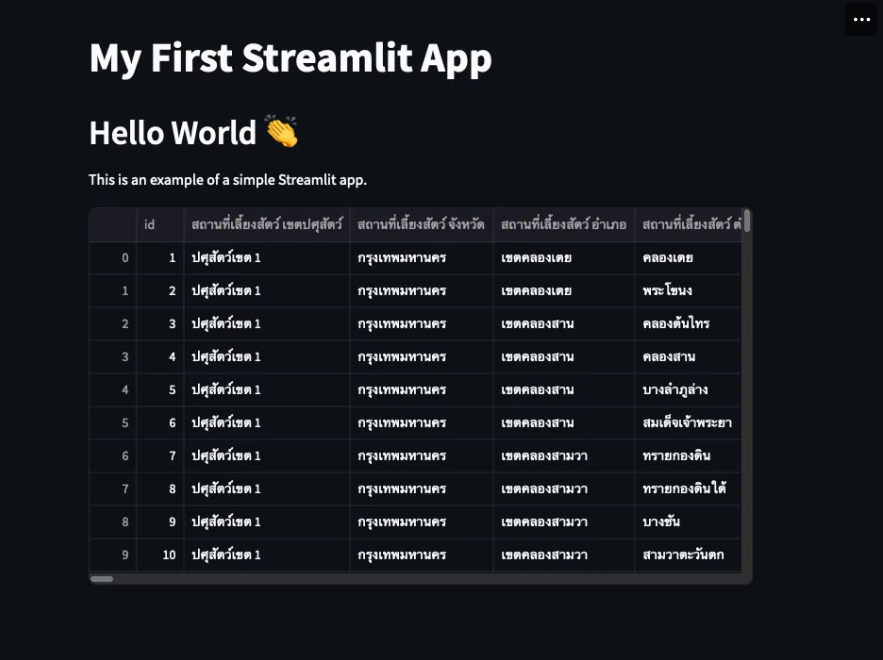 My First Streamlit App
Hello World 👏
This is an example of a simple Streamlit app.
id สถานที่เลี้ยงสัตว์ เขตปศุสัตว์ สถานที่เลี้ยงสัตว์ จังหวัด สถานที่เลี้ยงสัตว์ อำเภอ สถานที่เลี้ยงสัตว์
0 1 ปศุสัตว์เขต 1 กรุงเทพมหานคร เขตคลองเตย คลองเตย
1 2 ปศุสัตว์เขต 1 กรุงเทพมหานคร เขตคลองเตย พระโขนง
2 3 ปศุสัตว์เขต 1 กรุงเทพมหานคร เขตคลองสาน คลองต้นไทร
3 4 ปศุสัตว์เขต 1 กรุงเทพมหานคร เขตคลองสาน คลองสาน
4 5 ปศุสัตว์เขต 1 กรุงเทพมหานคร เขตคลองสาน บางลำภูล่าง
5 6 ปศุสัตว์เขต 1 กรุงเทพมหานคร เขตคลองสาน สมเด็จเจ้าพระยา
6 7 ปศุสัตว์เขต 1 กรุงเทพมหานคร เขตคลองสามวา ทรายกองดิน
7 8 ปศุสัตว์เขต 1 กรุงเทพมหานคร เขตคลองสามวา ทรายกองดินใต้
8 9 ปศุสัตว์เขต 1 กรุงเทพมหานคร เขตคลองสามวา บางชัน
9 10 ปศุสัตว์เขต 1 กรุงเทพมหานคร เขตคลองสามวา สามวาตะวันตก